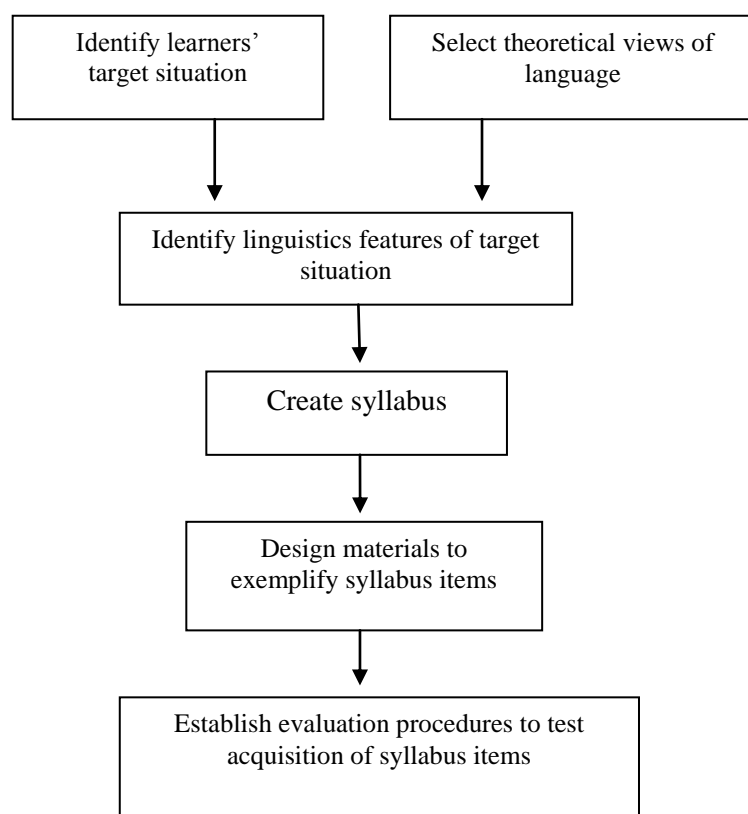 Identify learners’
target situation
Select theoretical views of
language
Identify linguistics features of target
situation
Create syllabus
Design materials to
exemplify syllabus items
Establish evaluation procedures to test
acquisition of syllabus items